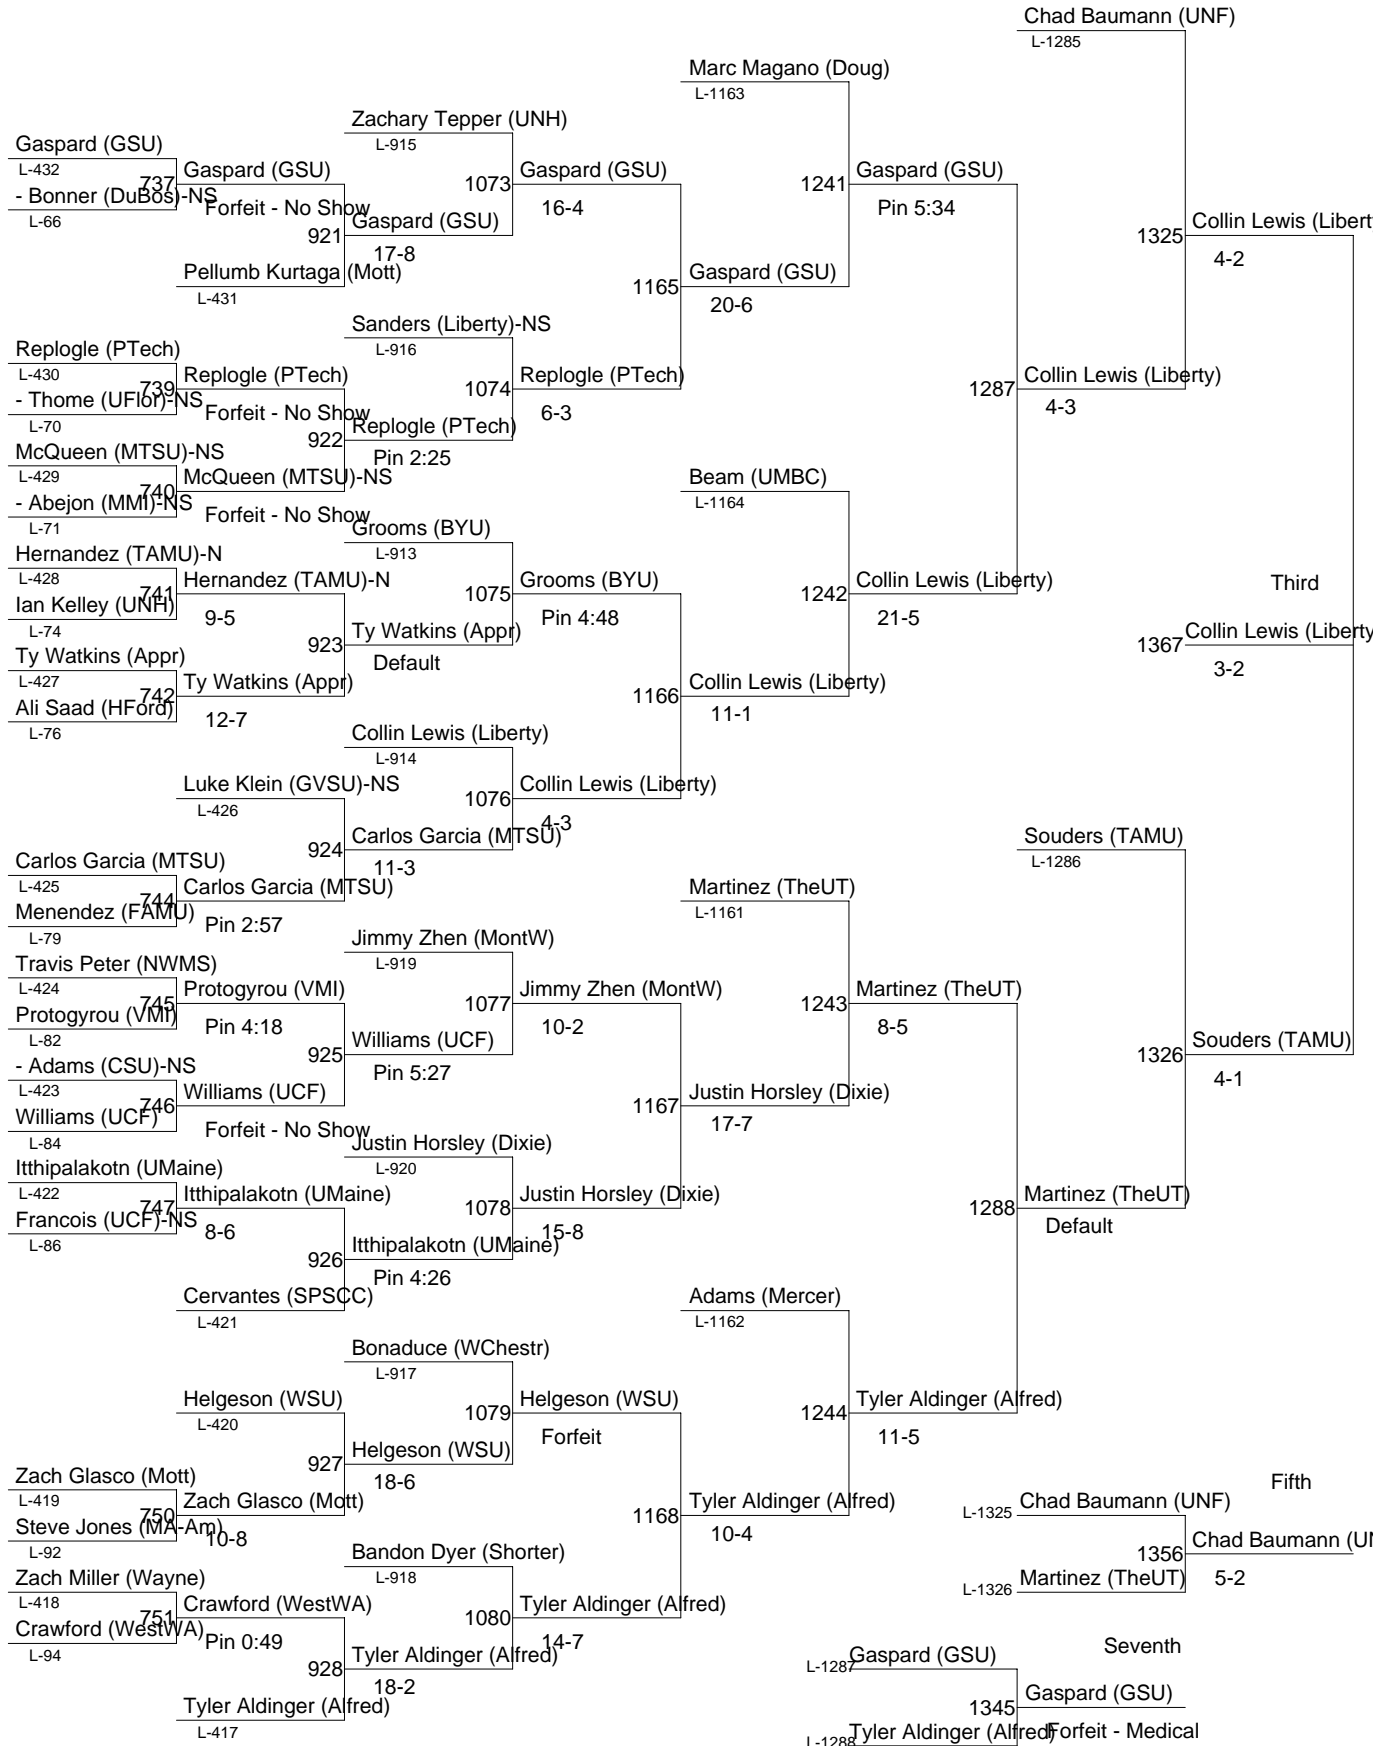 Chad Baumann (UNF)
L-1285
Marc Magano (Doug)
L-1163
Zachary Tepper (UNH)
L-915
Gaspard (GSU)
L-432
737 Gaspard (GSU)
1073 Gaspard (GSU)
1241 Gaspard (GSU)
- Bonner (DuBos)-NS
Forfeit - No Show
16-4
Pin 5:34
L-66
921 Gaspard (GSU)
1325 Collin Lewis (Libert
17-8
4-2
Pellumb Kurtaga (Mott)
1165 Gaspard (GSU)
L-431
20-6
Sanders (Liberty)-NS
L-916
Replogle (PTech)
L-430
739 Replogle (PTech)
1074 Replogle (PTech)
1287 Collin Lewis (Liberty)
- Thome (UFlor)-NS
Forfeit - No Show
6-3
4-3
L-70
922 Replogle (PTech)
McQueen (MTSU)-NS
Pin 2:25
L-429
740 McQueen (MTSU)-NS
Beam (UMBC)
- Abejon (MMI)-NS
Forfeit - No Show
L-1164
L-71
Grooms (BYU)
L-913
Hernandez (TAMU)-N
L-428
741 Hernandez (TAMU)-N
1075 Grooms (BYU)
1242 Collin Lewis (Liberty)
Third
Ian Kelley (UNH)
9-5
Pin 4:48
21-5
L-74
923 Ty Watkins (Appr)
1367 Collin Lewis (Liberty
Default
3-2
Ty Watkins (Appr)
L-427
742 Ty Watkins (Appr)
1166 Collin Lewis (Liberty)
Ali Saad (HFord)
12-7
11-1
L-76
Collin Lewis (Liberty)
L-914
Luke Klein (GVSU)-NS
1076 Collin Lewis (Liberty)
L-426
4-3
924 Carlos Garcia (MTSU)
Souders (TAMU)
11-3
L-1286
Carlos Garcia (MTSU)
L-425
744 Carlos Garcia (MTSU)
Martinez (TheUT)
Menendez (FAMU)
Pin 2:57
L-1161
L-79
Jimmy Zhen (MontW)
L-919
Travis Peter (NWMS)
L-424
745 Protogyrou (VMI)
1077 Jimmy Zhen (MontW)
1243 Martinez (TheUT)
Protogyrou (VMI)
Pin 4:18
10-2
8-5
L-82
925 Williams (UCF)
1326 Souders (TAMU)
Pin 5:27
4-1
- Adams (CSU)-NS
L-423
746 Williams (UCF)
1167 Justin Horsley (Dixie)
Williams (UCF)
Forfeit - No Show
17-7
L-84
Justin Horsley (Dixie)
L-920
Itthipalakotn (UMaine)
L-422
747 Itthipalakotn (UMaine)
1078 Justin Horsley (Dixie)
1288 Martinez (TheUT)
Francois (UCF)-NS
8-6
15-8
Default
L-86
926 Itthipalakotn (UMaine)
Pin 4:26
Cervantes (SPSCC)
L-421
Adams (Mercer)
L-1162
Bonaduce (WChestr)
L-917
Helgeson (WSU)
L-420
1079 Helgeson (WSU)
1244 Tyler Aldinger (Alfred)
Forfeit
11-5
927 Helgeson (WSU)
18-6
Fifth
Zach Glasco (Mott)
L-419
750 Zach Glasco (Mott)
1168 Tyler Aldinger (Alfred)
L-1325 Chad Baumann (UNF)
Steve Jones (MA-Am)
10-8
10-4
L-92
1356 Chad Baumann (UN
5-2
Bandon Dyer (Shorter)
L-918
L-1326 Martinez (TheUT)
Zach Miller (Wayne)
L-418
751 Crawford (WestWA)
1080 Tyler Aldinger (Alfred)
Crawford (WestWA)
Pin 0:49
14-7
L-94
Seventh
928 Tyler Aldinger (Alfred)
18-2
L-1287 Gaspard (GSU)
Tyler Aldinger (Alfred)
L-417
1345 Gaspard (GSU)
Forfeit - Medical
L-1288 Tyler Aldinger (Alfred)